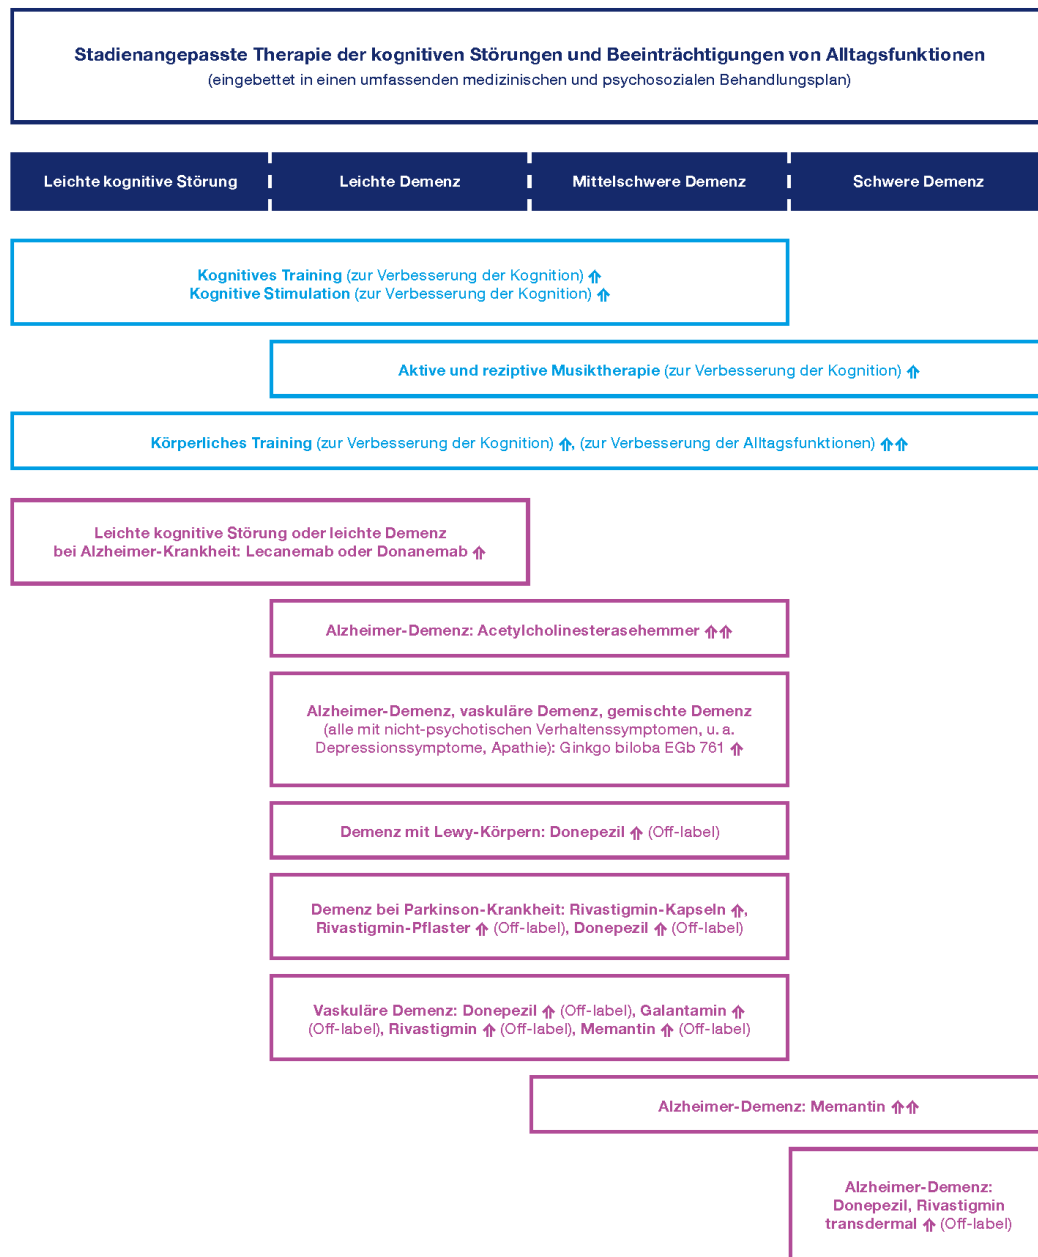 Stadienangepasste Therapie der kognitiven Störungen und Beeinträchtigungen von Alltagsfunktionen
(eingebettet in einen umfassenden medizinischen und psychosozialen Behandlungsplan)
Leichte kognitive Störung
Leichte Demenz
Mittelschwere Demenz
Schwere Demenz
Kognitives Training (zur Verbesserung der Kognition) ⇑
Kognitive Stimulation (zur Verbesserung der Kognition) ⇑
Aktive und reziptive Musiktherapie (zur Verbesserung der Kognition) ⇑
Körperliches Training (zur Verbesserung der Kognition) ⇑, (zur Verbesserung der Alltagsfunktionen) ⇑⇑
Leichte kognitive Störung oder leichte Demenz
bei Alzheimer-Krankheit: Lecanemab oder Donanemab ⇑
Alzheimer-Demenz: Acetylcholinesterasehemmer ⇑⇑
Alzheimer-Demenz, vaskuläre Demenz, gemischte Demenz
(alle mit nicht-psychotischen Verhaltenssymptomen, u. a.
Depressionssymptome, Apathie): Ginkgo biloba EGb 761 ⇑
Demenz mit Lewy-Körpern: Donepezil ⇑ (Off-label)
Demenz bei Parkinson-Krankheit: Rivastigmin-Kapseln ⇑,
Rivastigmin-Pflaster ⇑ (Off-label), Donepezil ⇑ (Off-label)
Vaskuläre Demenz: Donepezil ⇑ (Off-label), Galantamin ⇑
(Off-label), Rivastigmin ⇑ (Off-label), Memantin ⇑ (Off-label)
Alzheimer-Demenz: Memantin ⇑⇑
Alzheimer-Demenz:
Donepezil, Rivastigmin
transdermal ⇑ (Off-label)